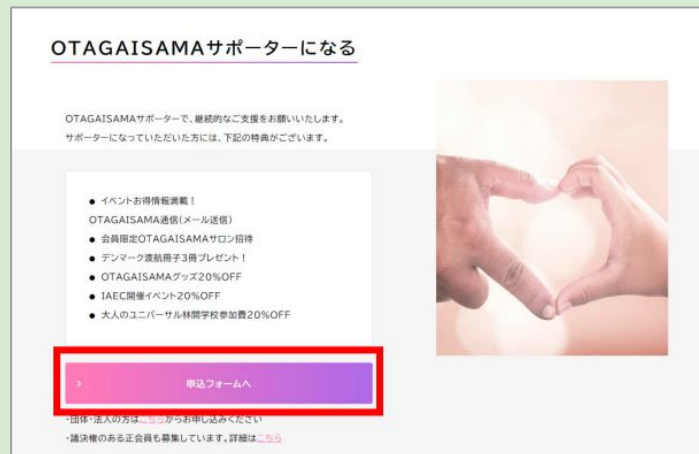 OTAGAISAMAサポーターになる
OTAGAISAMAサポーターで、継続的なご支援をお願いいたします。
サポーターになっていただいた方には、下記の特典がございます。
● イベントお得情報満載！
OTAGAISAMA通信(メール送信)
● 会員限定OTAGAISAMAサロン招待
● デンマーク渡航冊子3冊プレゼント！
● OTAGAISAMAグッズ20%OFF
● IAEC開催イベント20%OFF
● 大人のユニバーサル林間学校参加費20%OFF
› 申込フォームへ
・団体・法人の方はこちらからお申し込みください
・議決権のある正会員も募集しています。詳細はこちら